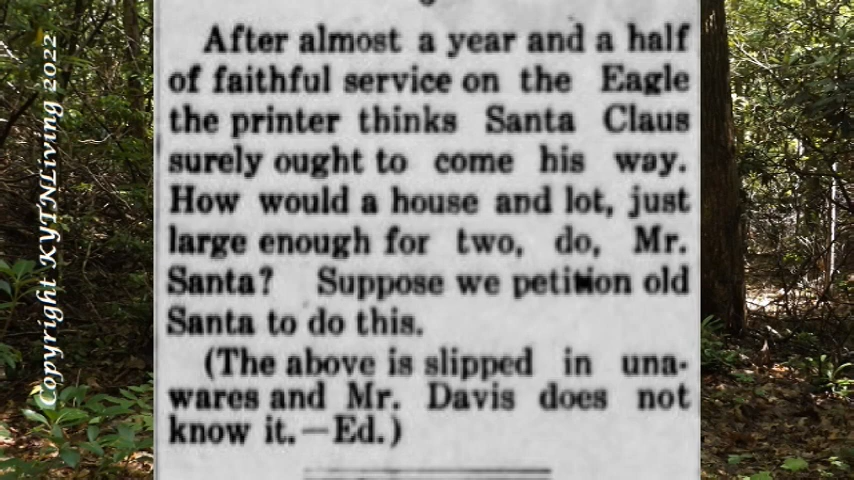 After almost a year and a half
of faithful service on the Eagle
the printer thinks Santa Claus
surely ought to come his way.
How would a house and lot, just
large enough for two, do, Mr.
Santa? Suppose we petition old
Santa to do this.
(The above is slipped in una-
wares and Mr. Davis does not
know it.—Ed.)
Copyright KYTNLiving 2022